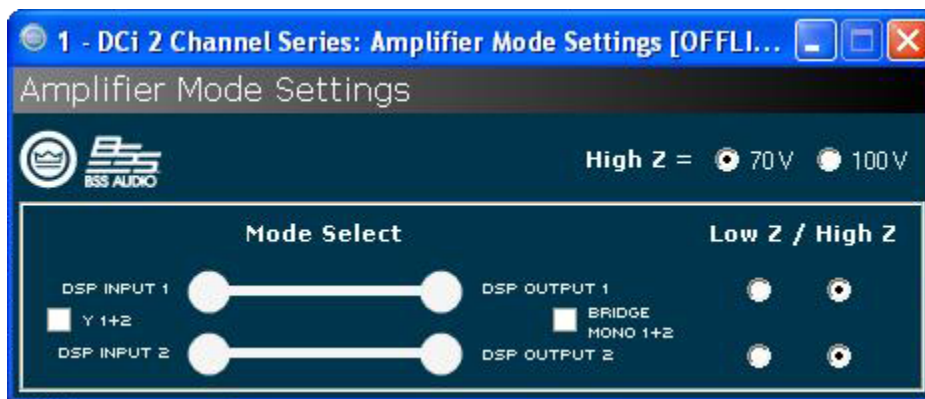 1 - DCi 2 Channel Series: Amplifier Mode Settings [OFFLI...
Amplifier Mode Settings
BSS
BSS AUDIO
High Z = 70V 100V
Mode Select
Low Z / High Z
DSP INPUT 1
DSP OUTPUT 1
Y 1+2
BRIDGE
MONO 1+2
DSP INPUT 2
DSP OUTPUT 2